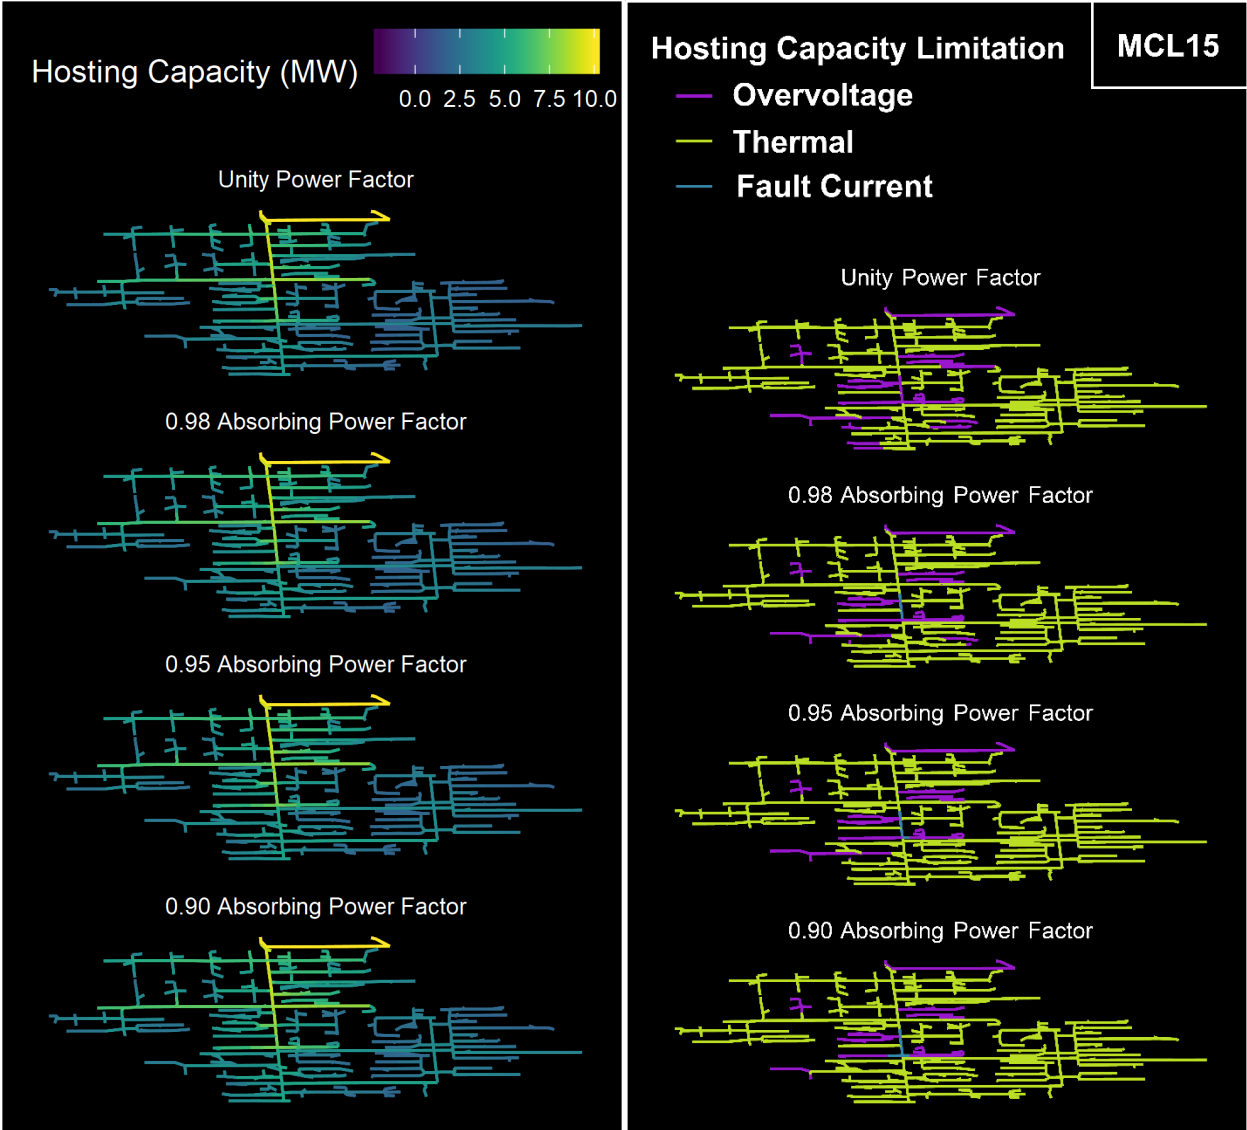 Hosting Capacity (MW)
0.0 2.5 5.0 7.5 10.0
Unity Power Factor
0.98 Absorbing Power Factor
0.95 Absorbing Power Factor
0.90 Absorbing Power Factor
Hosting Capacity Limitation
MCL15
Overvoltage
Thermal
Fault Current
Unity Power Factor
0.98 Absorbing Power Factor
0.95 Absorbing Power Factor
0.90 Absorbing Power Factor